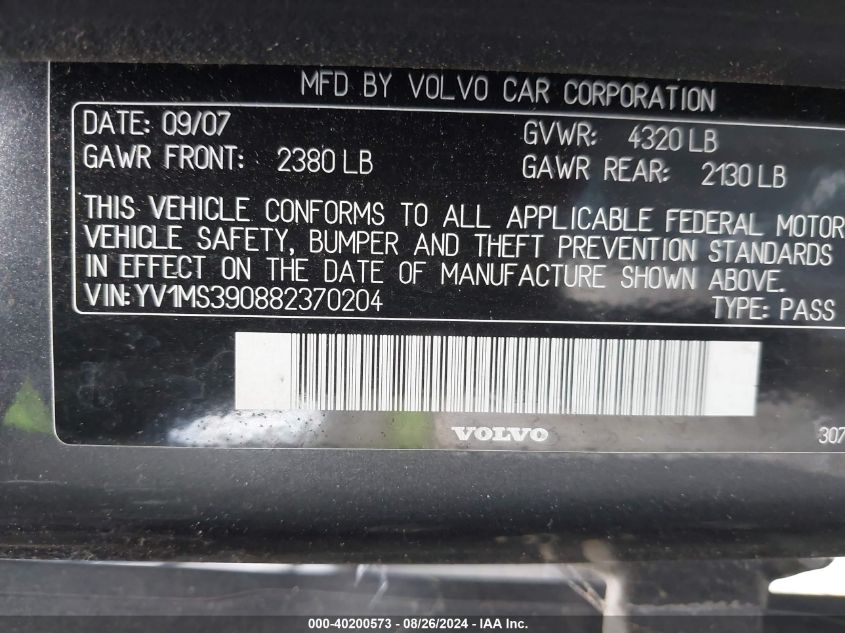 MFD BY VOLVO CAR CORPORATION
DATE: 09/07 GVWR: 4320 LB
GAWR FRONT: 2380 LB GAWR REAR: 2130 LB
THIS VEHICLE CONFORMS TO ALL APPLICABLE FEDERAL MOTOR
VEHICLE SAFETY, BUMPER AND THEFT PREVENTION STANDARDS
IN EFFECT ON THE DATE OF MANUFACTURE SHOWN ABOVE.
VIN: YV1MS390882370204 TYPE: PASS
VOLVO
307
000-40200573 - 08/26/2024 - IAA Inc.